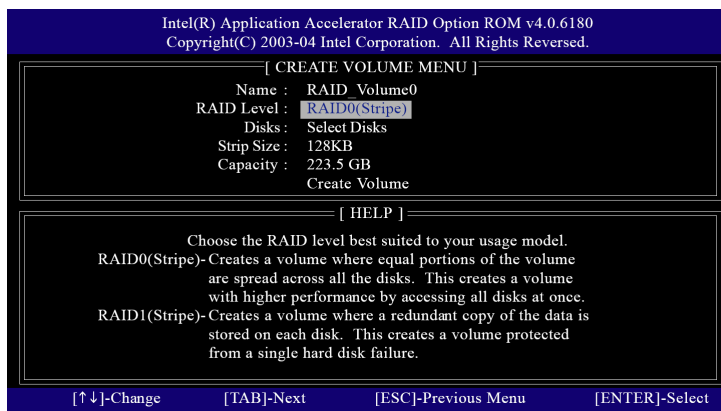 Intel(R) Application Accelerator RAID Option ROM v4.0.6180
Copyright(C) 2003-04 Intel Corporation. All Rights Reversed.
[ CREATE VOLUME MENU ]
Name : RAID_Volume0
RAID Level : RAID0(Stripe)
Disks : Select Disks
Strip Size : 128KB
Capacity : 223.5 GB
Create Volume
[ HELP ]
Choose the RAID level best suited to your usage model.
RAID0(Stripe)- Creates a volume where equal portions of the volume
are spread across all the disks. This creates a volume
with higher performance by accessing all disks at once.
RAID1(Stripe)- Creates a volume where a redundant copy of the data is
stored on each disk. This creates a volume protected
from a single hard disk failure.
[↑↓]-Change [TAB]-Next [ESC]-Previous Menu [ENTER]-Select